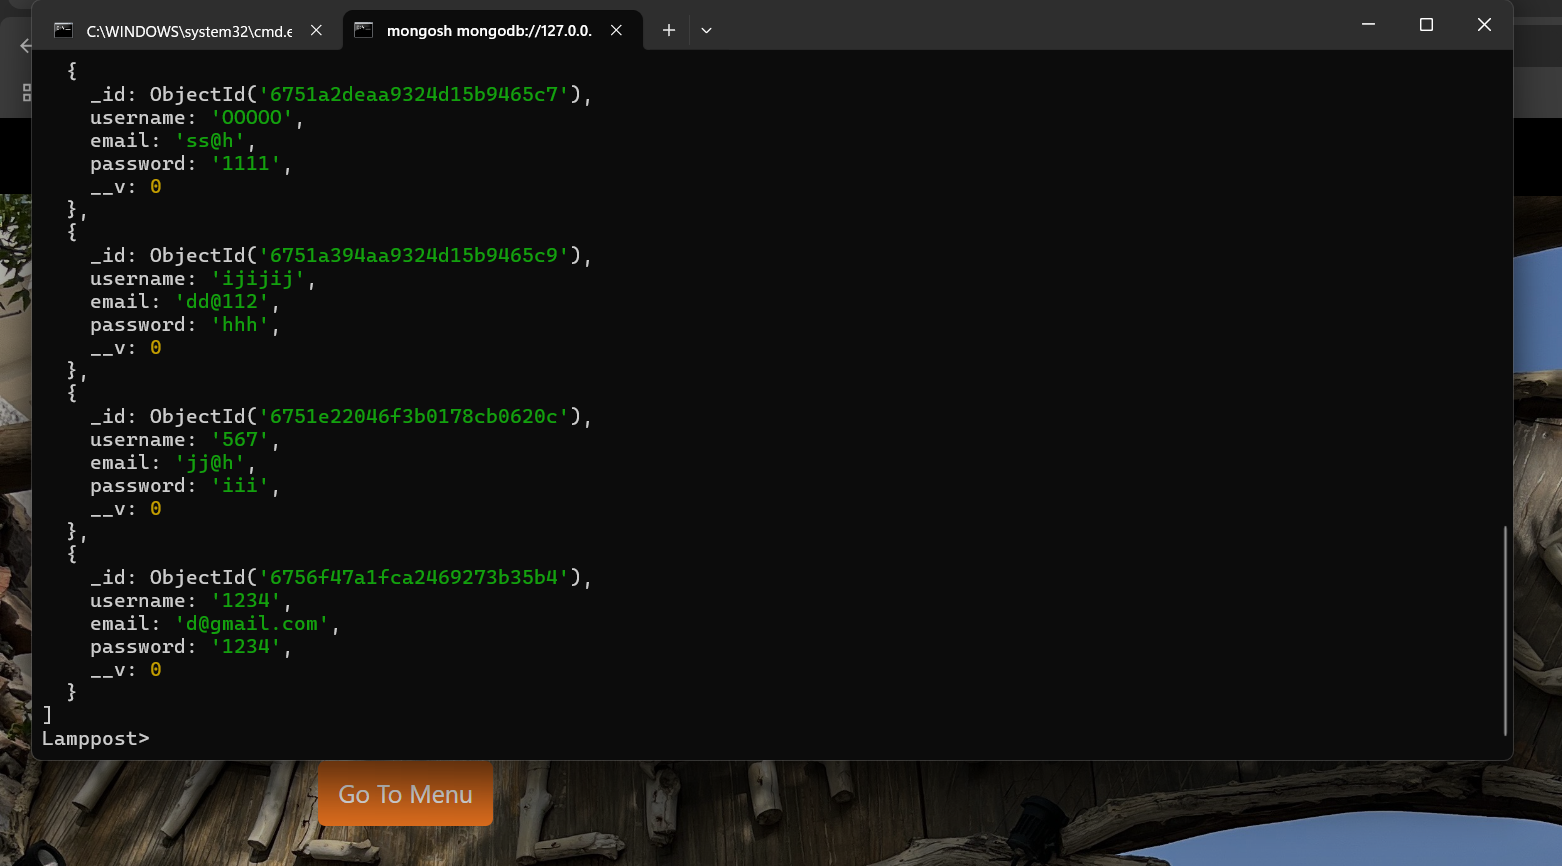 C:\WINDOWS\system32\cmd.e
mongosh mongodb://127.0.0.
{
_id: ObjectId('6751a2deaa9324d15b9465c7'),
username: 'OOOOO',
email: 'ss@h',
password: '1111',
__v: 0
},
{
_id: ObjectId('6751a394aa9324d15b9465c9'),
username: 'ijijij',
email: 'dd@112',
password: 'hhh',
__v: 0
},
{
_id: ObjectId('6751e22046f3b0178cb0620c'),
username: '567',
email: 'jj@h',
password: 'iii',
__v: 0
},
{
_id: ObjectId('6756f47a1fca2469273b35b4'),
username: '1234',
email: 'd@gmail.com',
password: '1234',
__v: 0
}
]
Lamppost>
Go To Menu